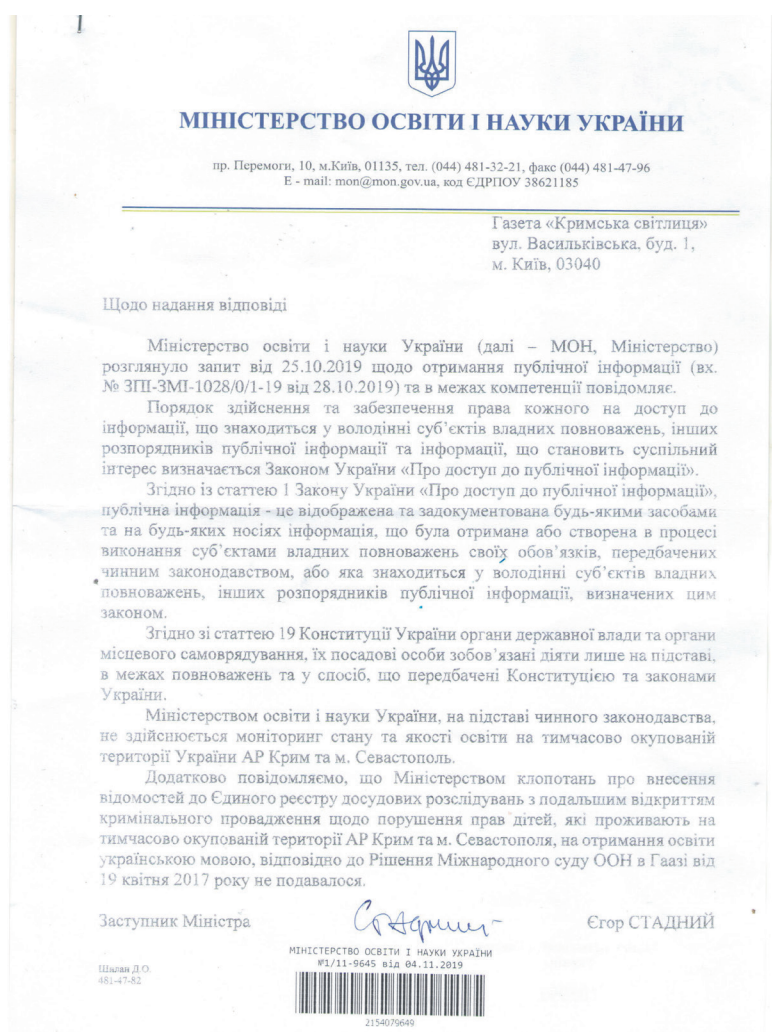 МІНІСТЕРСТВО ОСВІТИ І НАУКИ УКРАЇНИ
пр. Перемоги, 10, м.Київ, 01135, тел. (044) 481-32-21, факс (044) 481-47-96
E - mail: mon@mon.gov.ua, код ЄДРПОУ 38621185
Газета «Кримська світлиця»
вул. Васильківська, буд. 1,
м. Київ, 03040
Щодо надання відповіді
Міністерство освіти і науки України (далі – МОН, Міністерство)
розглянуло запит від 25.10.2019 щодо отримання публічної інформації (вх.
№ ЗПІ-ЗМІ-1028/0/1-19 від 28.10.2019) та в межах компетенції повідомляє.
Порядок здійснення та забезпечення права кожного на доступ до
інформації, що знаходиться у володінні суб’єктів владних повноважень, інших
розпорядників публічної інформації та інформації, що становить суспільний
інтерес визначається Законом України «Про доступ до публічної інформації».
Згідно із статтею 1 Закону України «Про доступ до публічної інформації»,
публічна інформація - це відображена та задокументована будь-якими засобами
та на будь-яких носіях інформація, що була отримана або створена в процесі
виконання суб’єктами владних повноважень своїх обов’язків, передбачених
чинним законодавством, або яка знаходиться у володінні суб’єктів владних
повноважень, інших розпорядників публічної інформації, визначених цим
законом.
Згідно зі статтею 19 Конституції України органи державної влади та органи
місцевого самоврядування, їх посадові особи зобов’язані діяти лише на підставі,
в межах повноважень та у спосіб, що передбачені Конституцією та законами
України.
Міністерством освіти і науки України, на підставі чинного законодавства,
не здійснюється моніторинг стану та якості освіти на тимчасово окупованій
території України АР Крим та м. Севастополь.
Додатково повідомляємо, що Міністерством клопотань про внесення
відомостей до Єдиного реєстру досудових розслідувань з подальшим відкриттям
кримінального провадження щодо порушення прав дітей, які проживають на
тимчасово окупованій території АР Крим та м. Севастополя, на отримання освіти
українською мовою, відповідно до Рішення Міжнародного суду ООН в Гаазі від
19 квітня 2017 року не подавалося.
Заступник Міністра Єгор СТАДНИЙ
МІНІСТЕРСТВО ОСВІТИ І НАУКИ УКРАЇНИ
№1/11-9645 від 04.11.2019
Шилан Д.О.
481-47-82
2154079649